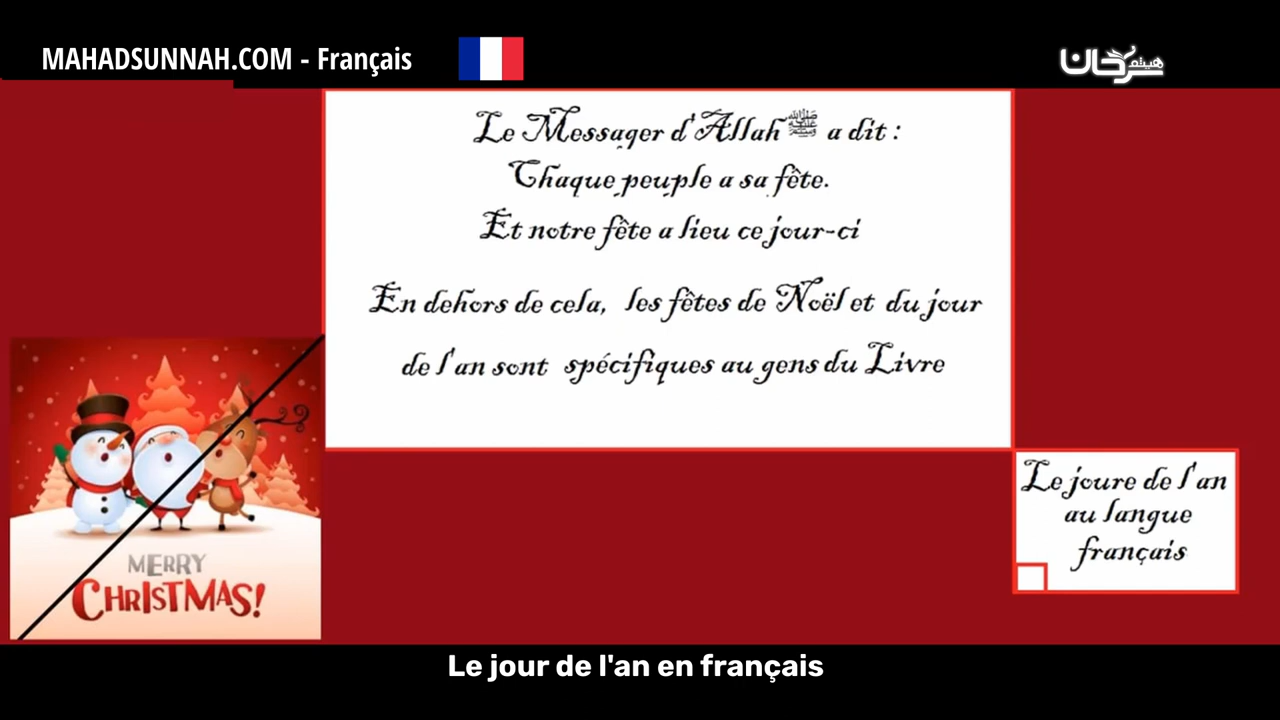 MAHADSUNNAH.COM - Français
هيثم سرحان
Le Messager d'Allah ﷺ a dit :
Chaque peuple a sa fête.
Et notre fête a lieu ce jour-ci
En dehors de cela, les fêtes de Noël et du jour
de l'an sont spécifiques au gens du Livre
MERRY
CHRISTMAS!
Le joure de l'an
au langue
français
Le jour de l'an en français